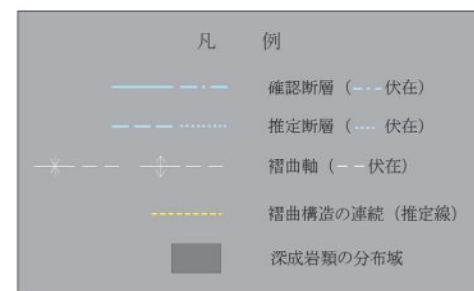 凡 例
確認断層（-・-伏在）
推定断層（.... 伏在）
褶曲軸（– –伏在）
褶曲構造の連続（推定線）
深成岩類の分布域